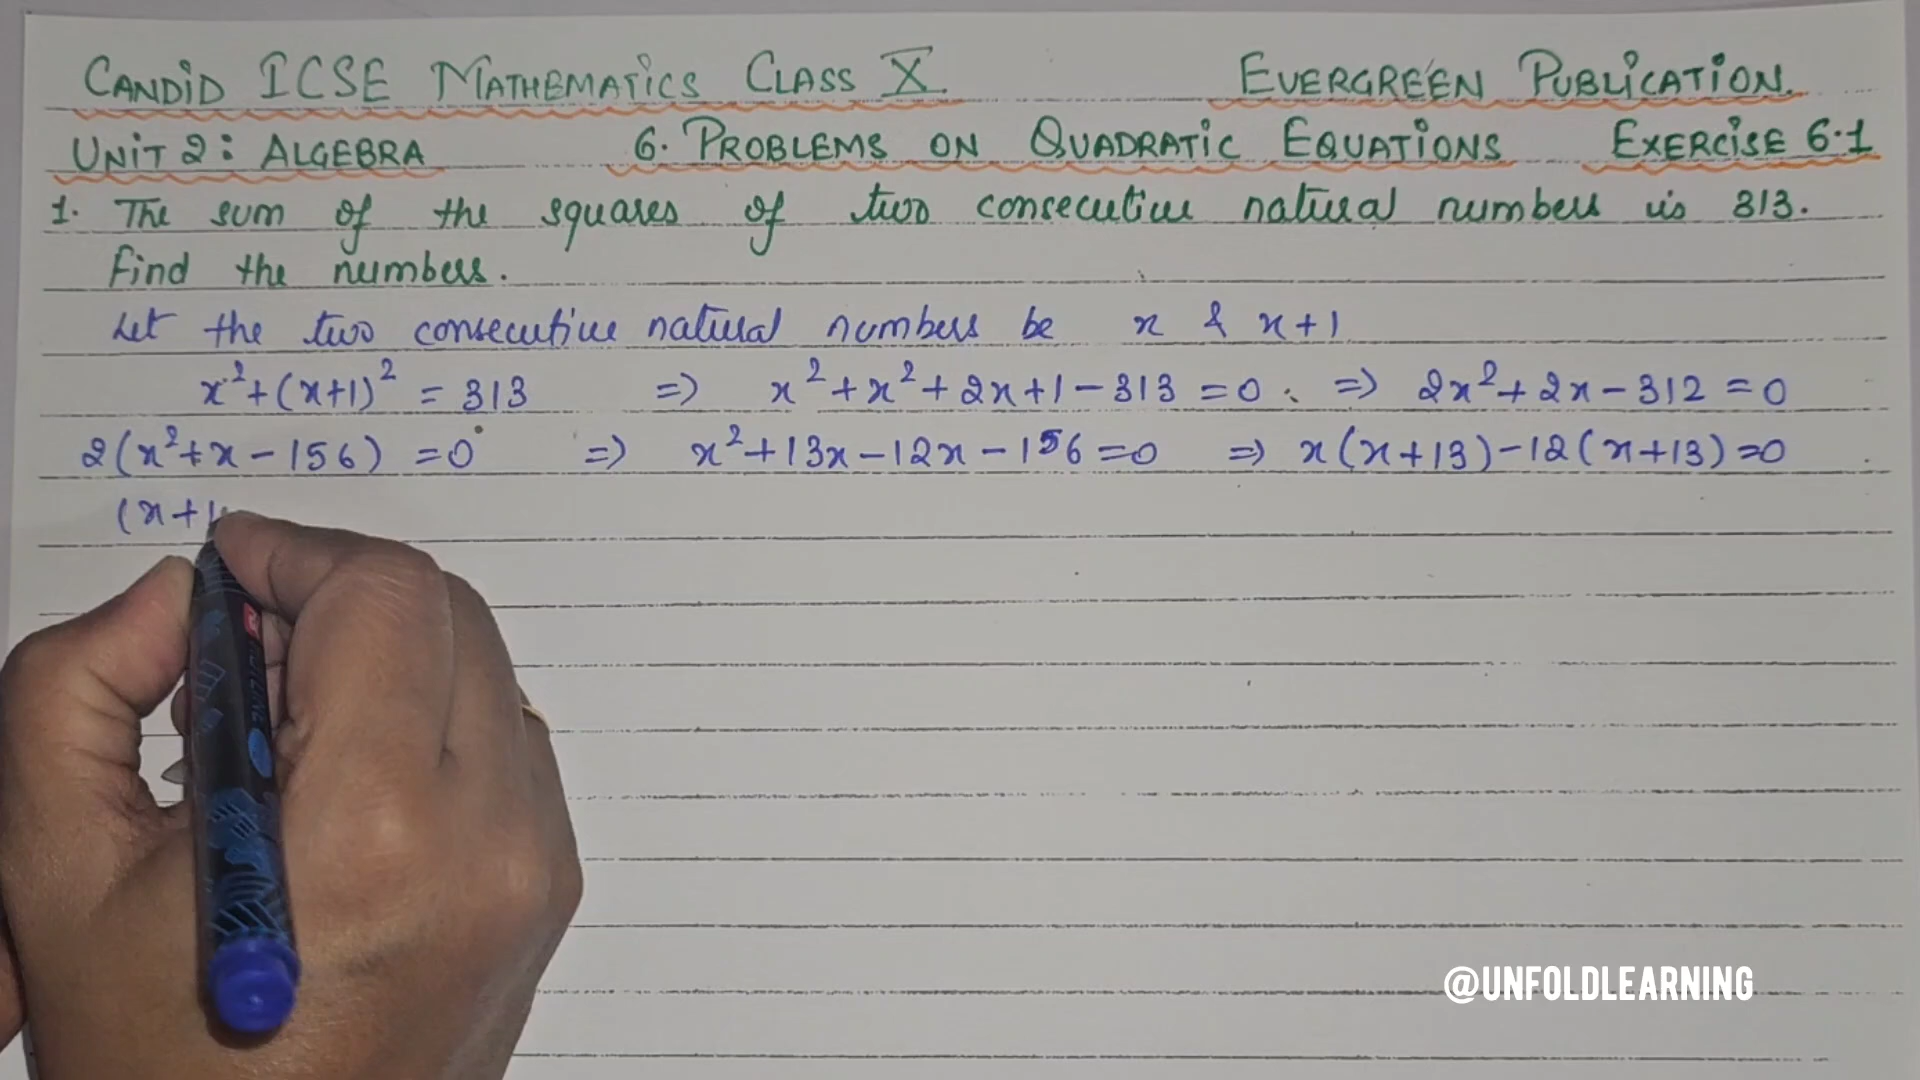 CANDID ICSE MATHEMATICS CLASS X. EVERGREEN PUBLICATION.
UNIT 2: ALGEBRA 6. PROBLEMS ON QUADRATIC EQUATIONS EXERCISE 6.1
1. The sum of the squares of two consecutive natural numbers is 313.
Find the numbers.
Let the two consecutive natural numbers be x & x+1
x²+(x+1)² = 313 => x²+x²+2x+1-313=0. => 2x²+2x-312=0
2(x²+x-156)=0 => x²+13x-12x-156=0 => x(x+13)-12(x+13)=0
(x+1
@UNFOLDLEARNING